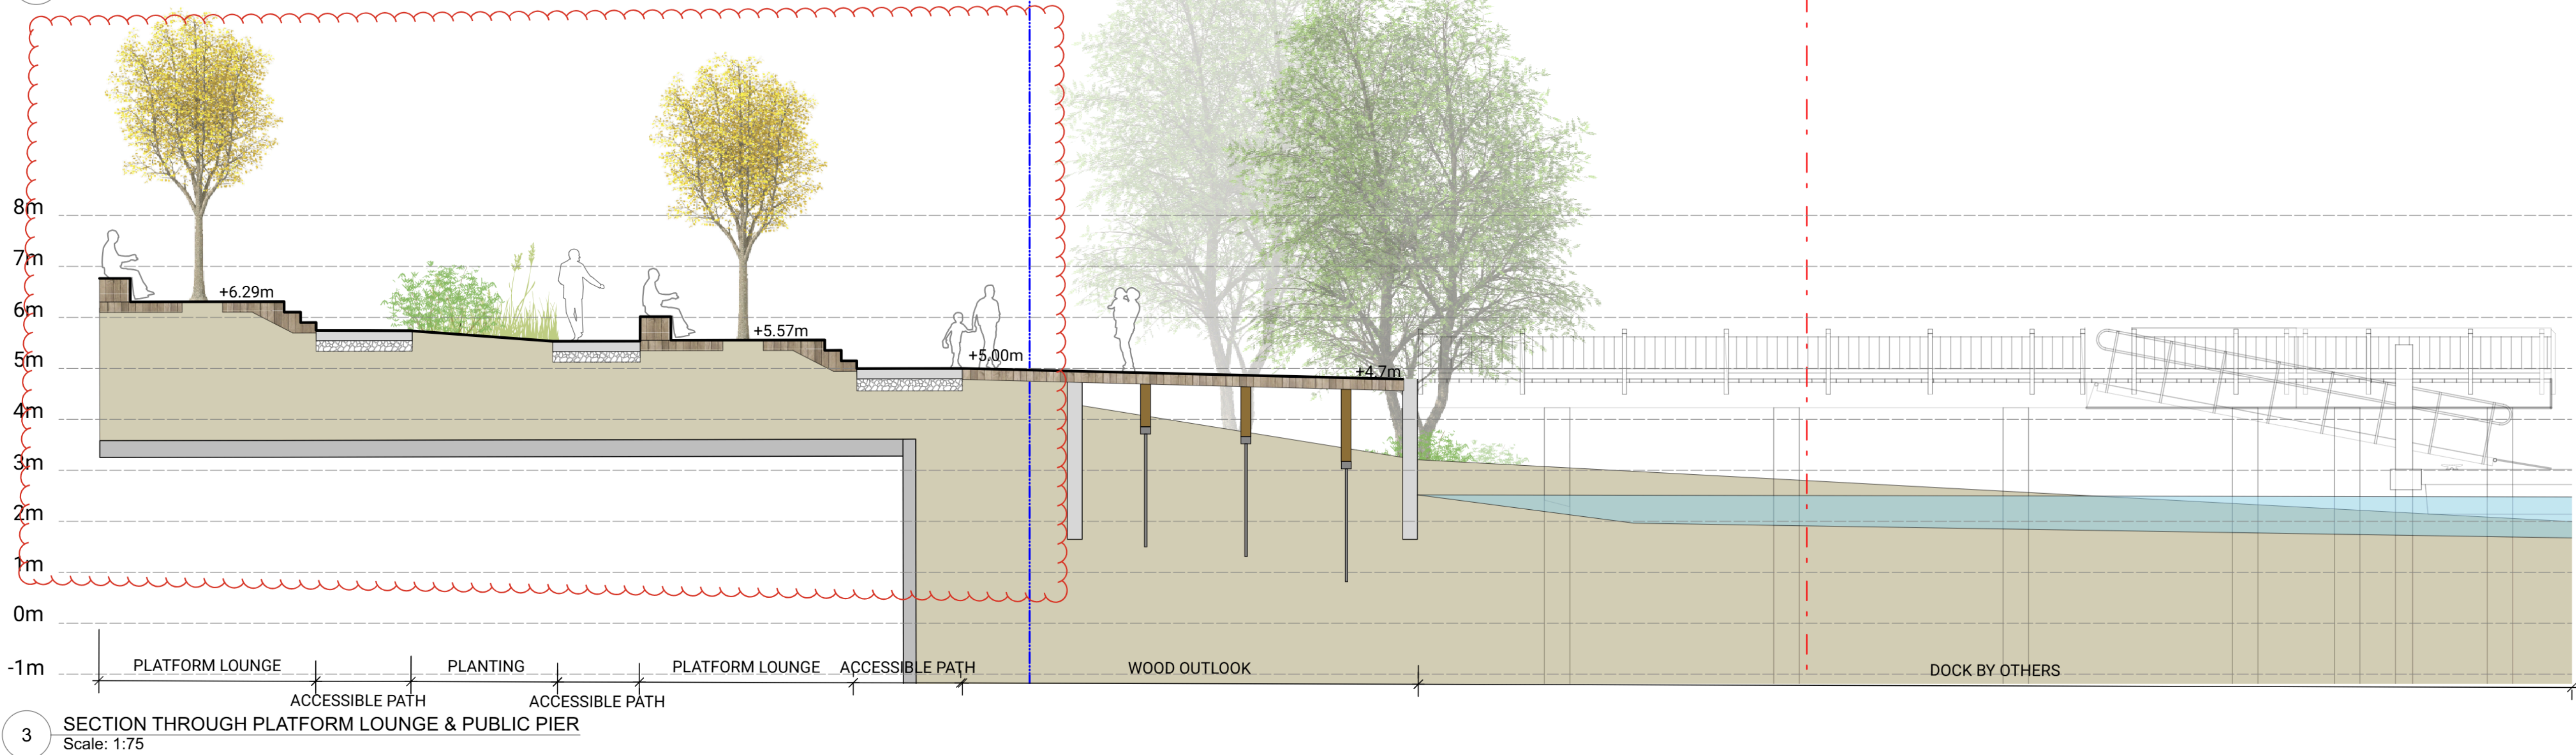 8m
7m
+6.29m
6m
+5.57m
5m
+5.00m
+4.7m
4m
3m
2m
1m
0m
-1m
PLATFORM LOUNGE
PLANTING
PLATFORM LOUNGE
ACCESSIBLE PATH
WOOD OUTLOOK
DOCK BY OTHERS
ACCESSIBLE PATH
ACCESSIBLE PATH
3
SECTION THROUGH PLATFORM LOUNGE & PUBLIC PIER
Scale: 1:75